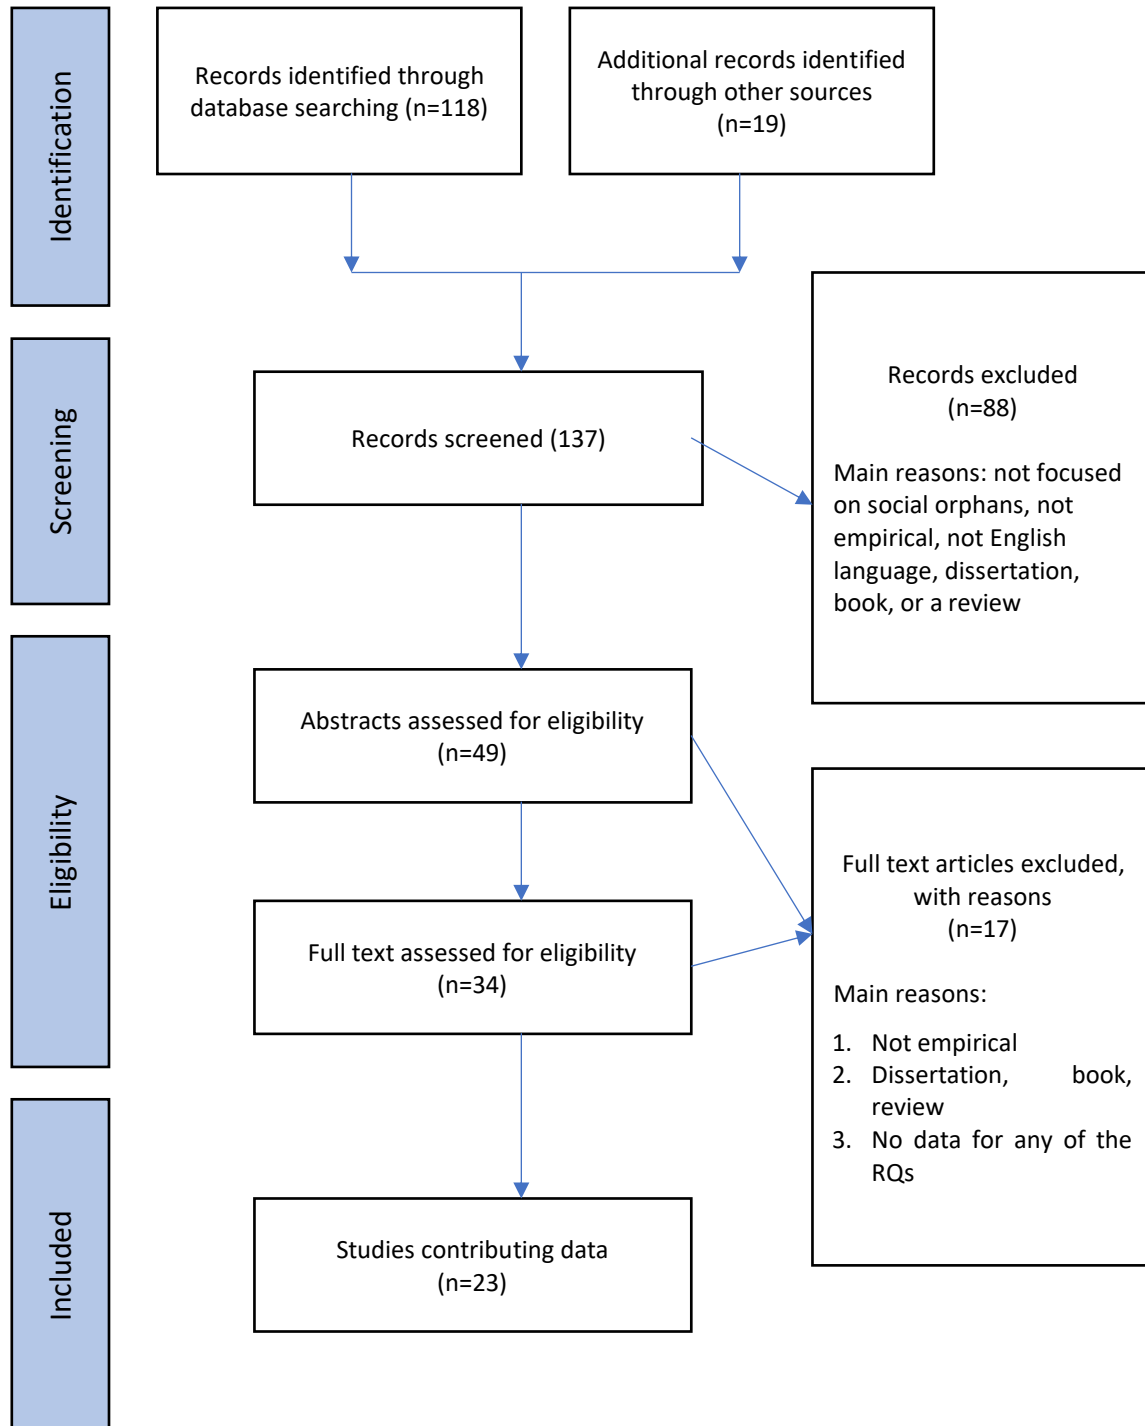 Identification
Records identified through
database searching (n=118)
Additional records identified
through other sources
(n=19)
Screening
Records screened (137)
Records excluded
(n=88)
Main reasons: not focused
on social orphans, not
empirical, not English
language, dissertation,
book, or a review
Eligibility
Abstracts assessed for eligibility
(n=49)
Full text assessed for eligibility
(n=34)
Full text articles excluded,
with reasons
(n=17)
Main reasons:
1. Not empirical
2. Dissertation, book,
review
3. No data for any of the
RQs
Included
Studies contributing data
(n=23)